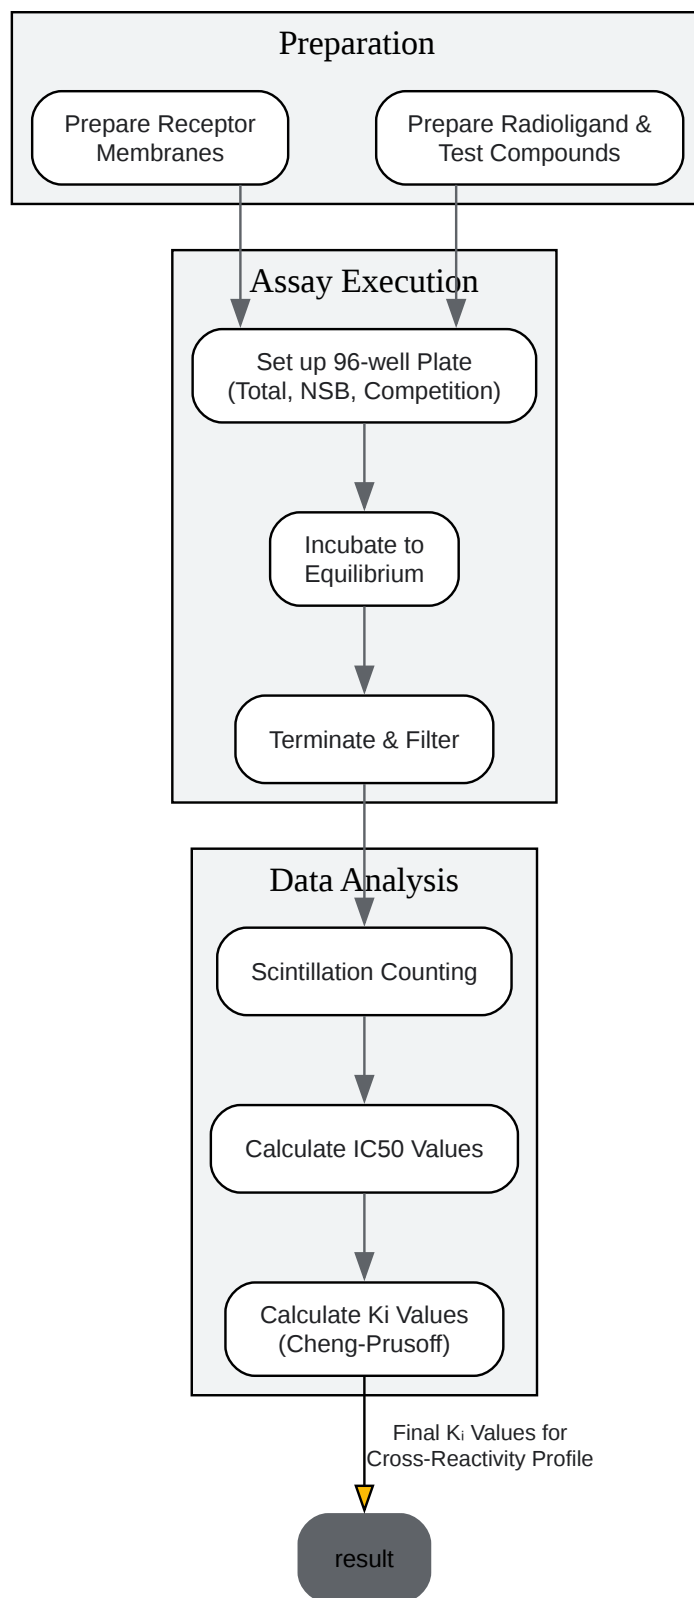 Preparation
Prepare Receptor
Membranes
Prepare Radioligand &
Test Compounds
Assay Execution
Set up 96-well Plate
(Total, NSB, Competition)
Incubate to
Equilibrium
Terminate & Filter
Data Analysis
Scintillation Counting
Calculate IC50 Values
Calculate Ki Values
(Cheng-Prusoff)
Final Kᵢ Values for
Cross-Reactivity Profile
result